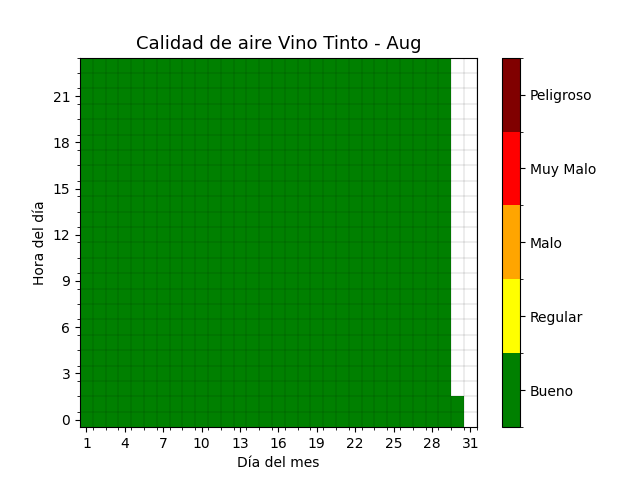 Calidad de aire Vino Tinto - Aug
Hora del día
21
18
15
12
9
6
3
0
1 4 7 10 13 16 19 22 25 28 31
Día del mes
Peligroso
Muy Malo
Malo
Regular
Bueno